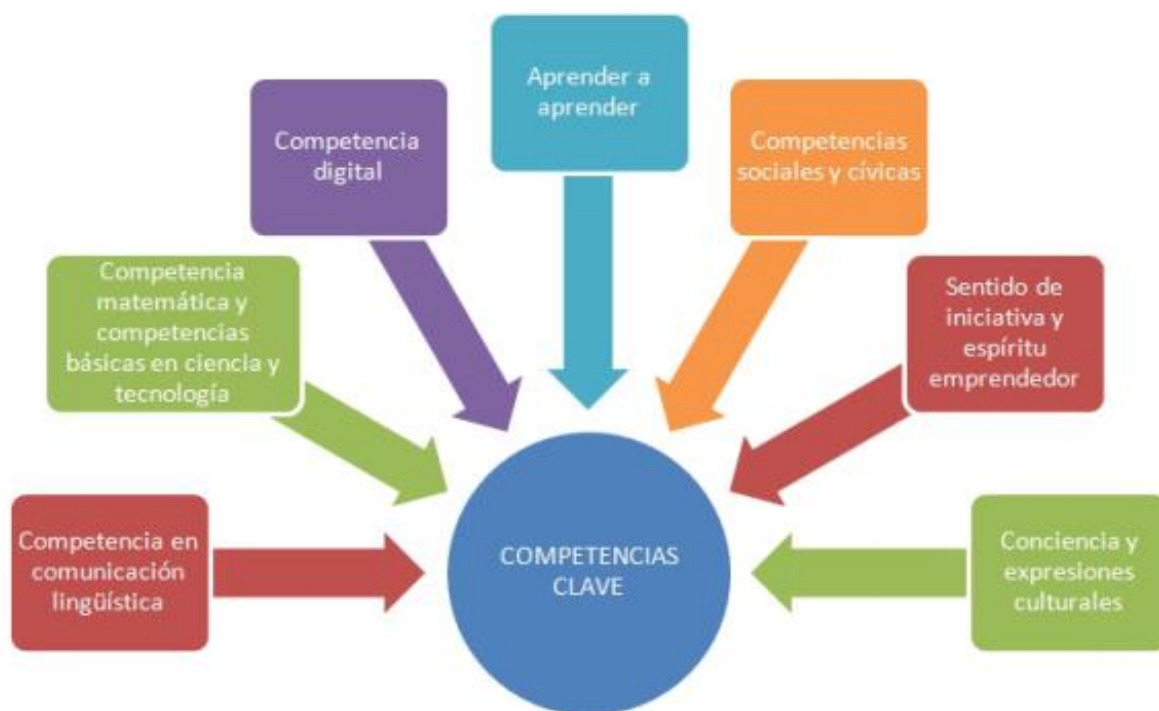 Aprender a
aprender
Competencia
digital
Competencias
sociales y cívicas
Competencia
matemática y
competencias
básicas en ciencia y
tecnología
Sentido de
iniciativa y
espíritu
emprendedor
Competencia en
comunicación
lingüística
COMPETENCIAS
CLAVE
Conciencia y
expresiones
culturales